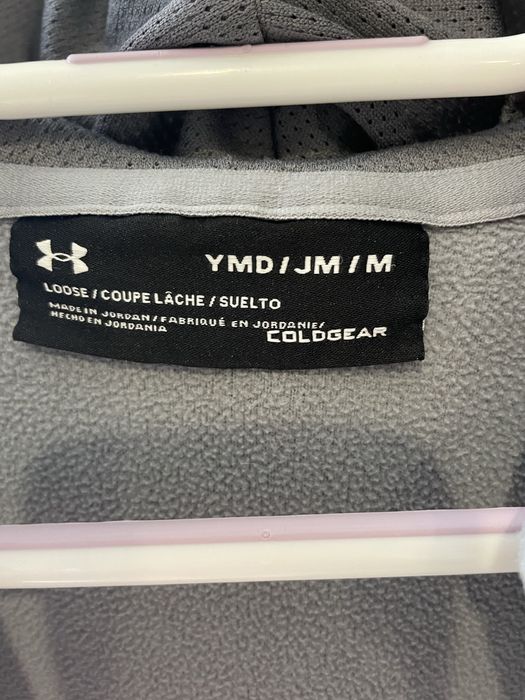 YMD / JM / M
LOOSE / COUPE LÂCHE / SUELTO
MADE IN JORDAN / FABRIQUÉ EN JORDANIE/
HECHO EN JORDANIA
COLDGEAR